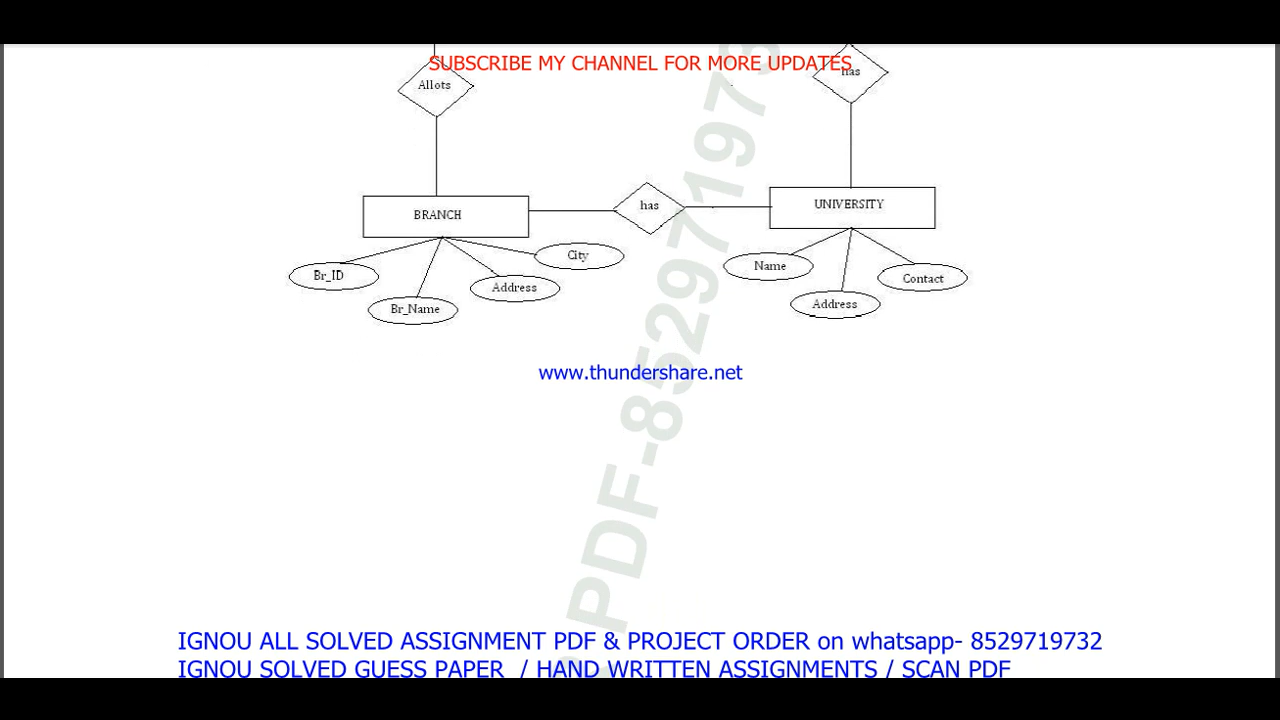 SUBSCRIBE MY CHANNEL FOR MORE UPDATES
Allots
has
BRANCH
has
UNIVERSITY
Br_ID
Br_Name
Address
City
Name
Address
Contact
www.thundershare.net
PDF-852971973
IGNOU ALL SOLVED ASSIGNMENT PDF & PROJECT ORDER on whatsapp- 8529719732
IGNOU SOLVED GUESS PAPER / HAND WRITTEN ASSIGNMENTS / SCAN PDF